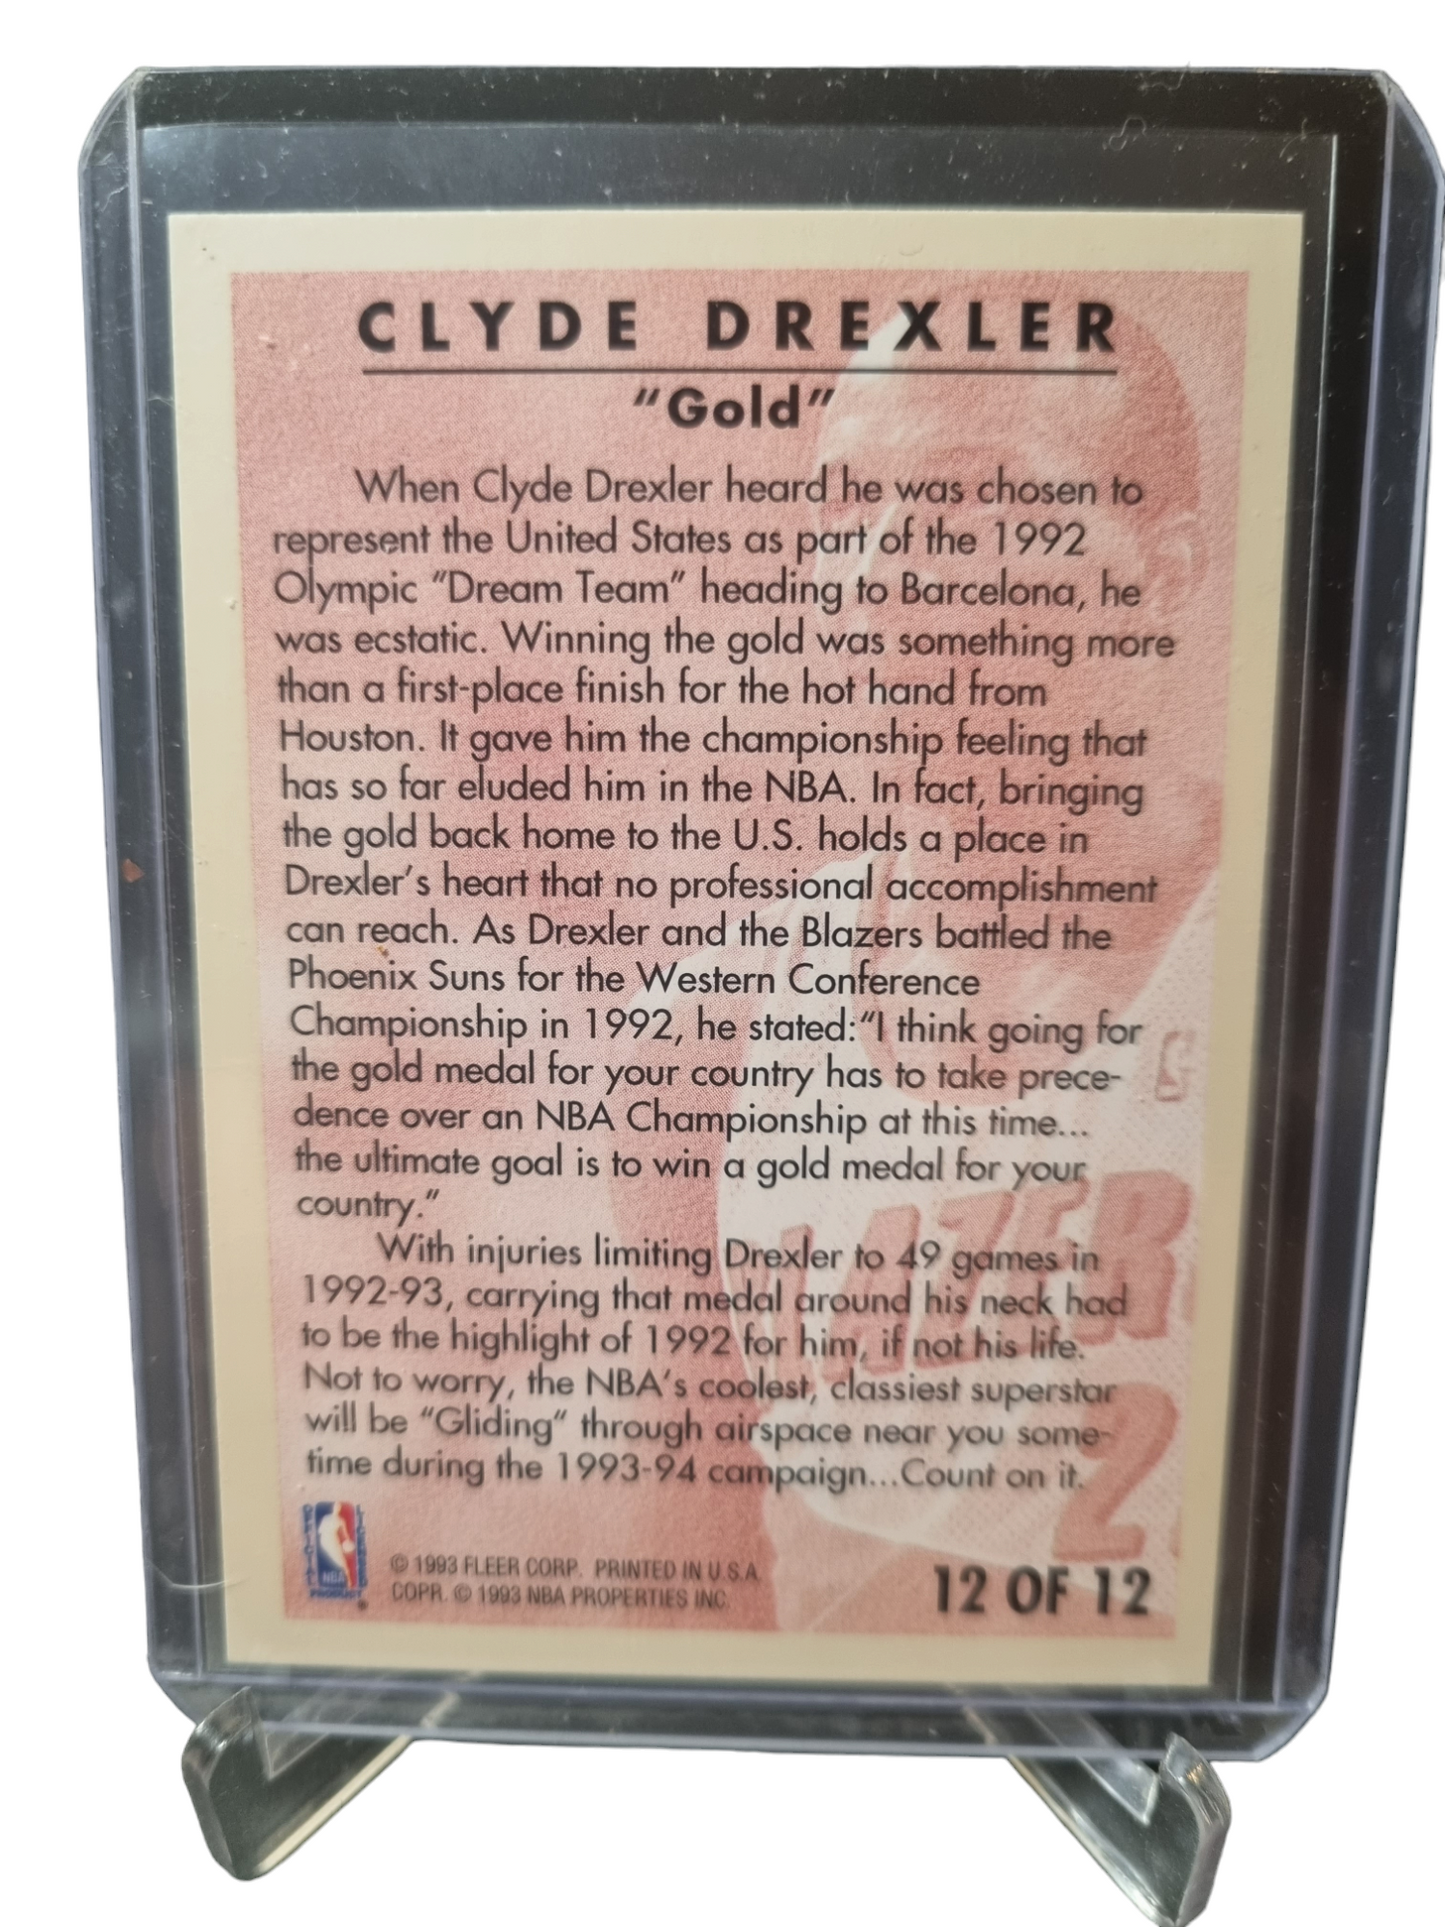 CLYDE DREXLER
“Gold”
When Clyde Drexler heard he was chosen to
represent the United States as part of the 1992
Olympic “Dream Team” heading to Barcelona, he
was ecstatic. Winning the gold was something more
than a first-place finish for the hot hand from
Houston. It gave him the championship feeling that
has so far eluded him in the NBA. In fact, bringing
the gold back home to the U.S. holds a place in
Drexler’s heart that no professional accomplishment
can reach. As Drexler and the Blazers battled the
Phoenix Suns for the Western Conference
Championship in 1992, he stated:“I think going for
the gold medal for your country has to take prece-
dence over an NBA Championship at this time...
the ultimate goal is to win a gold medal for your
country.”
With injuries limiting Drexler to 49 games in
1992-93, carrying that medal around his neck had
to be the highlight of 1992 for him, if not his life.
Not to worry, the NBA’s coolest, classiest superstar
will be “Gliding” through airspace near you some-
time during the 1993-94 campaign...Count on it.
OFFICIAL LICENSED
NBA
PRODUCT ®
© 1993 FLEER CORP. PRINTED IN U.S.A.
COPR. © 1993 NBA PROPERTIES INC.
12 OF 12
LAZER
2